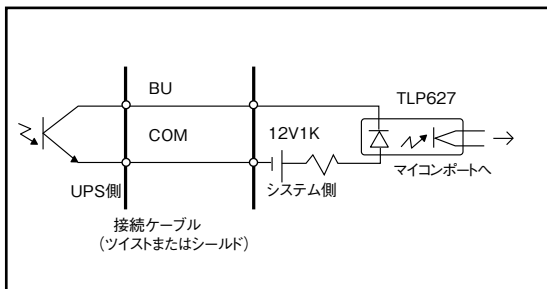 BU
TLP627
COM
12V1K
UPS側
システム側
マイコンポートへ
接続ケーブル
（ツイストまたはシールド）